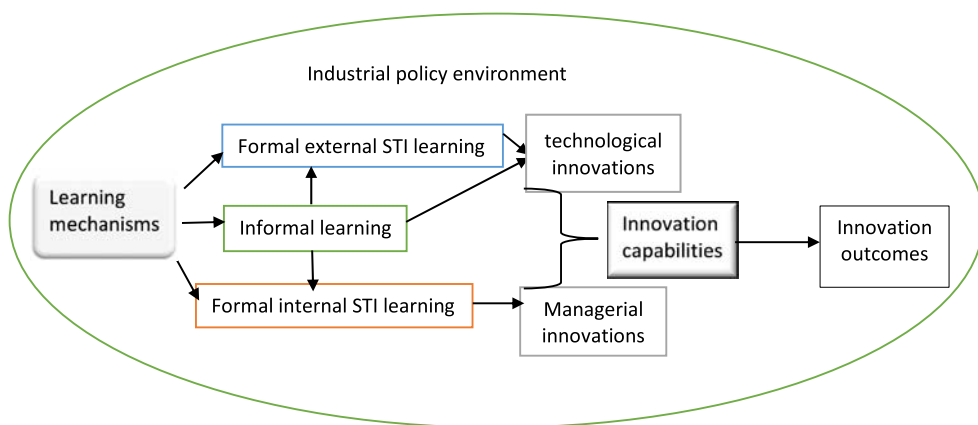 Industrial policy environment
Formal external STI learning
technological
innovations
Learning
mechanisms
Informal learning
Innovation
capabilities
Innovation
outcomes
Formal internal STI learning
Managerial
innovations